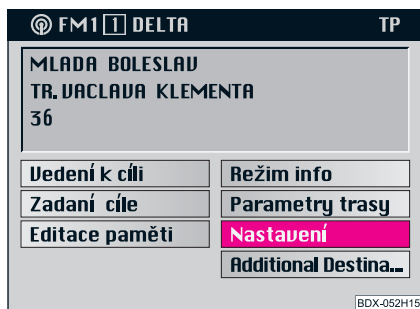 FM1 1 DELTA TP
MLADA BOLESLAV
TR. VACLAVA KLEMENTA
36
Vedení k cíli Režim info
Zadaní cíle Parametry trasy
Editace paměti Nastavení
Additional Destina...
BDX-052H15